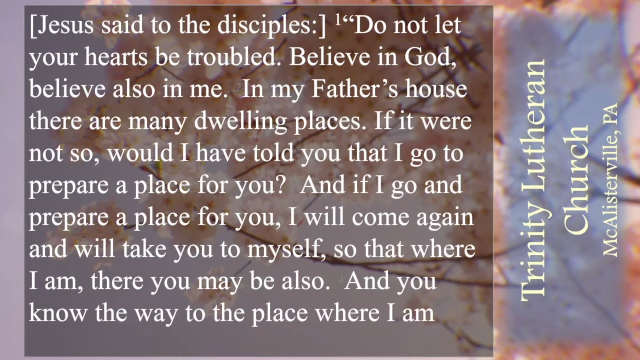 [Jesus said to the disciples:] ¹“Do not let
your hearts be troubled. Believe in God,
believe also in me.  In my Father’s house
there are many dwelling places. If it were
not so, would I have told you that I go to
prepare a place for you?  And if I go and
prepare a place for you, I will come again
and will take you to myself, so that where
I am, there you may be also.  And you
know the way to the place where I am
Trinity Lutheran
Church
McAlisterville, PA